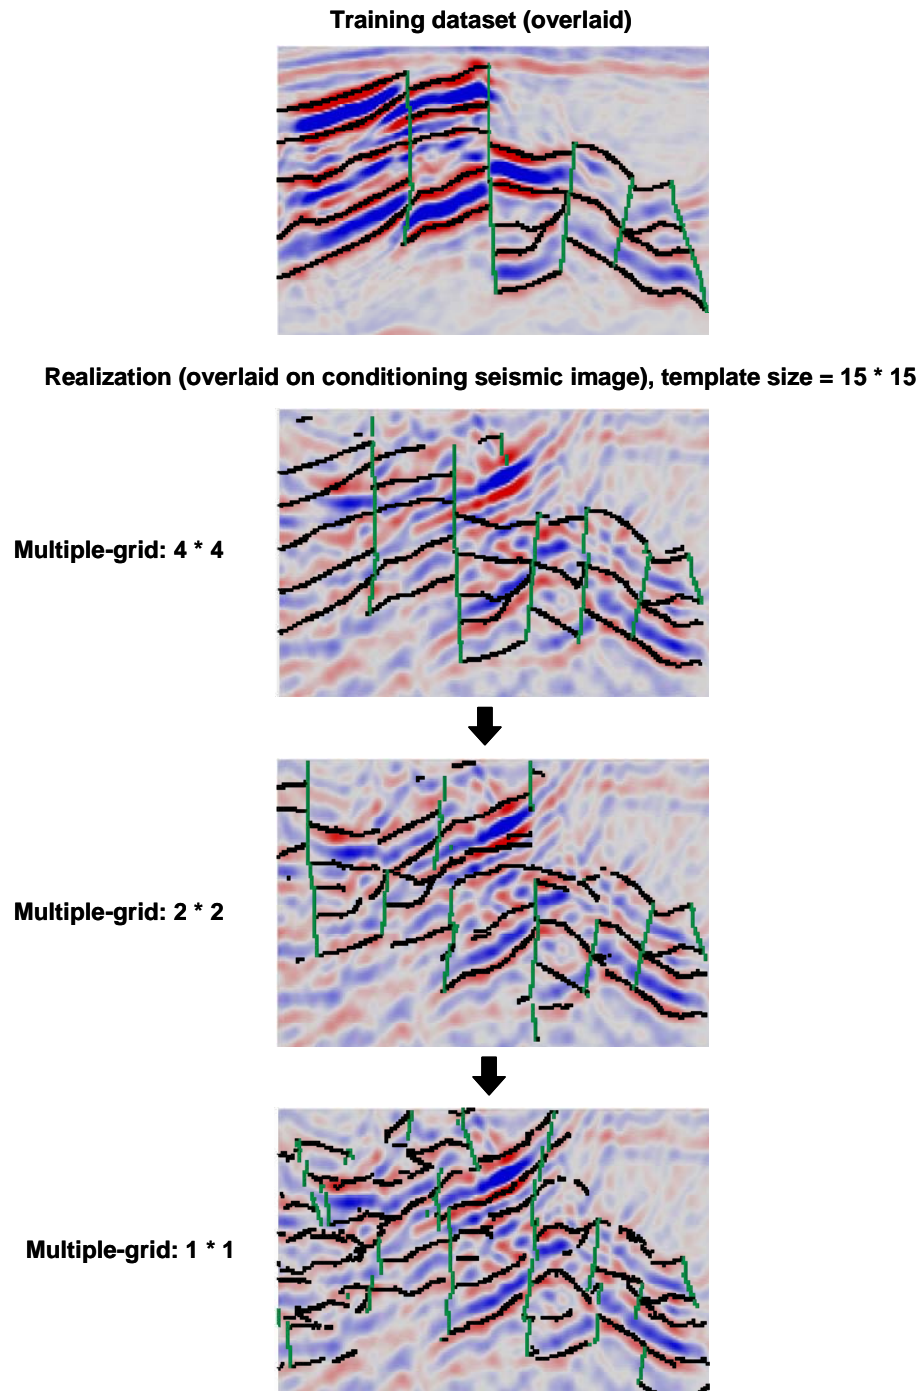 Training dataset (overlaid)
Realization (overlaid on conditioning seismic image), template size = 15 * 15
Multiple-grid: 4 * 4
Multiple-grid: 2 * 2
Multiple-grid: 1 * 1